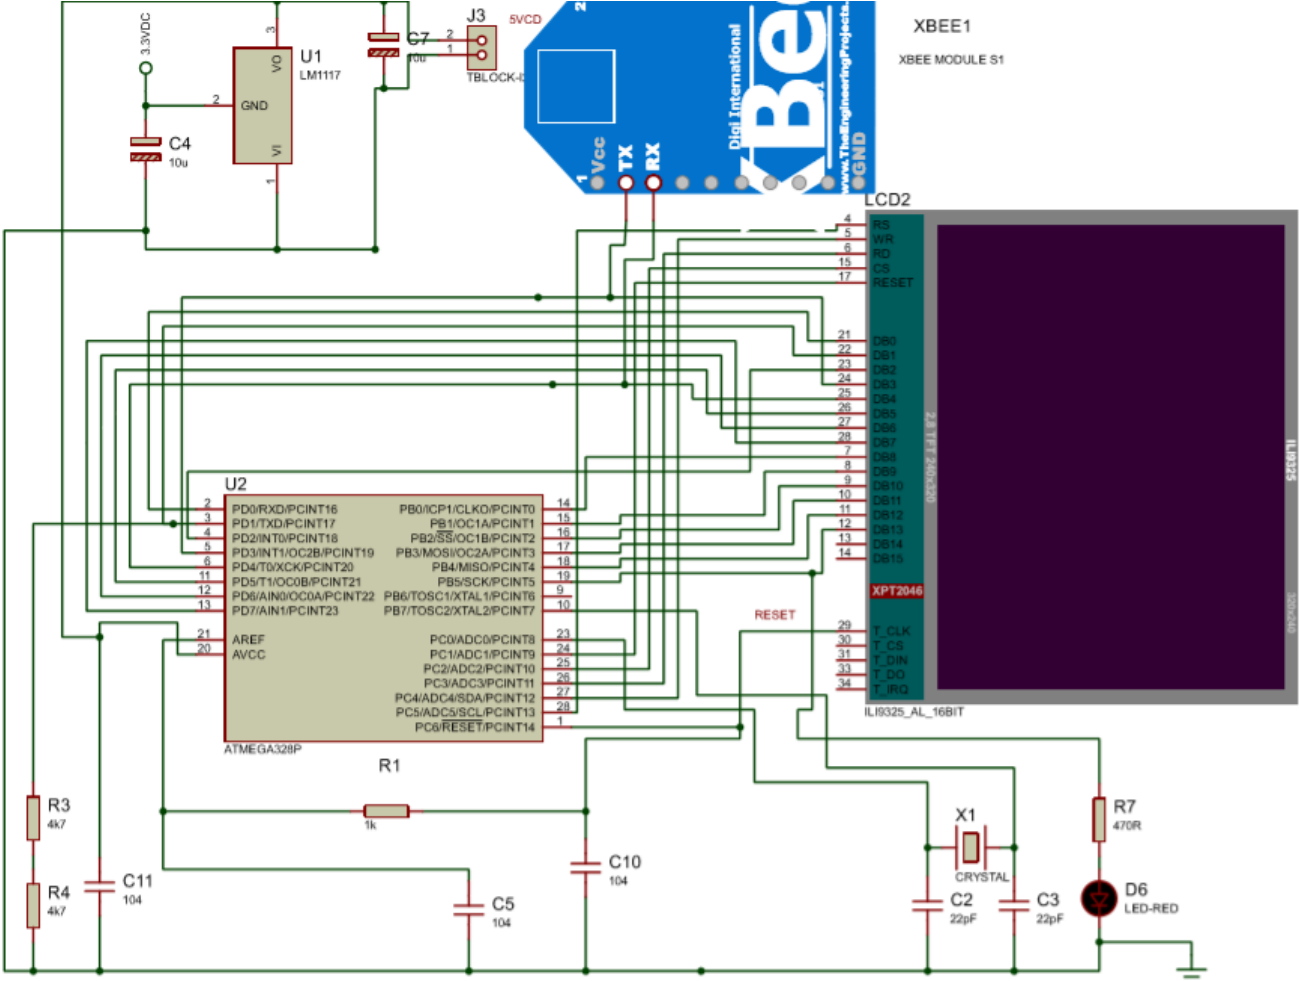 3.3VDC
3
VO
U1
LM1117
2
GND
VI
1
C4
10u
C7
10u
J3
5VCD
2
1
TBLOCK-I
2
Digi International
XBee
www.TheEngineeringProjects.
1
Vcc
TX
RX
GND
XBEE1
XBEE MODULE S1
LCD2
4 RS
5 WR
6 RD
15 CS
17 RESET
21 DB0
22 DB1
23 DB2
24 DB3
25 DB4
26 DB5
27 DB6
28 DB7
7 DB8
8 DB9
9 DB10
10 DB11
11 DB12
12 DB13
13 DB14
14 DB15
XPT2046
29 T_CLK
30 T_CS
31 T_DIN
33 T_DO
34 T_IRQ
2.8 TFT 240x320
320x240
ILI9325
ILI9325_AL_16BIT
RESET
U2
2 PD0/RXD/PCINT16 PB0/ICP1/CLKO/PCINT0 14
3 PD1/TXD/PCINT17 PB1/OC1A/PCINT1 15
4 PD2/INT0/PCINT18 PB2/SS/OC1B/PCINT2 16
5 PD3/INT1/OC2B/PCINT19 PB3/MOSI/OC2A/PCINT3 17
6 PD4/T0/XCK/PCINT20 PB4/MISO/PCINT4 18
11 PD5/T1/OC0B/PCINT21 PB5/SCK/PCINT5 19
12 PD6/AIN0/OC0A/PCINT22 PB6/TOSC1/XTAL1/PCINT6 9
13 PD7/AIN1/PCINT23 PB7/TOSC2/XTAL2/PCINT7 10
21 AREF PC0/ADC0/PCINT8 23
20 AVCC PC1/ADC1/PCINT9 24
PC2/ADC2/PCINT10 25
PC3/ADC3/PCINT11 26
PC4/ADC4/SDA/PCINT12 27
PC5/ADC5/SCL/PCINT13 28
PC6/RESET/PCINT14 1
ATMEGA328P
R1
1k
R3
4k7
R4
4k7
C11
104
C5
104
C10
104
X1
CRYSTAL
C2
22pF
C3
22pF
R7
470R
D6
LED-RED